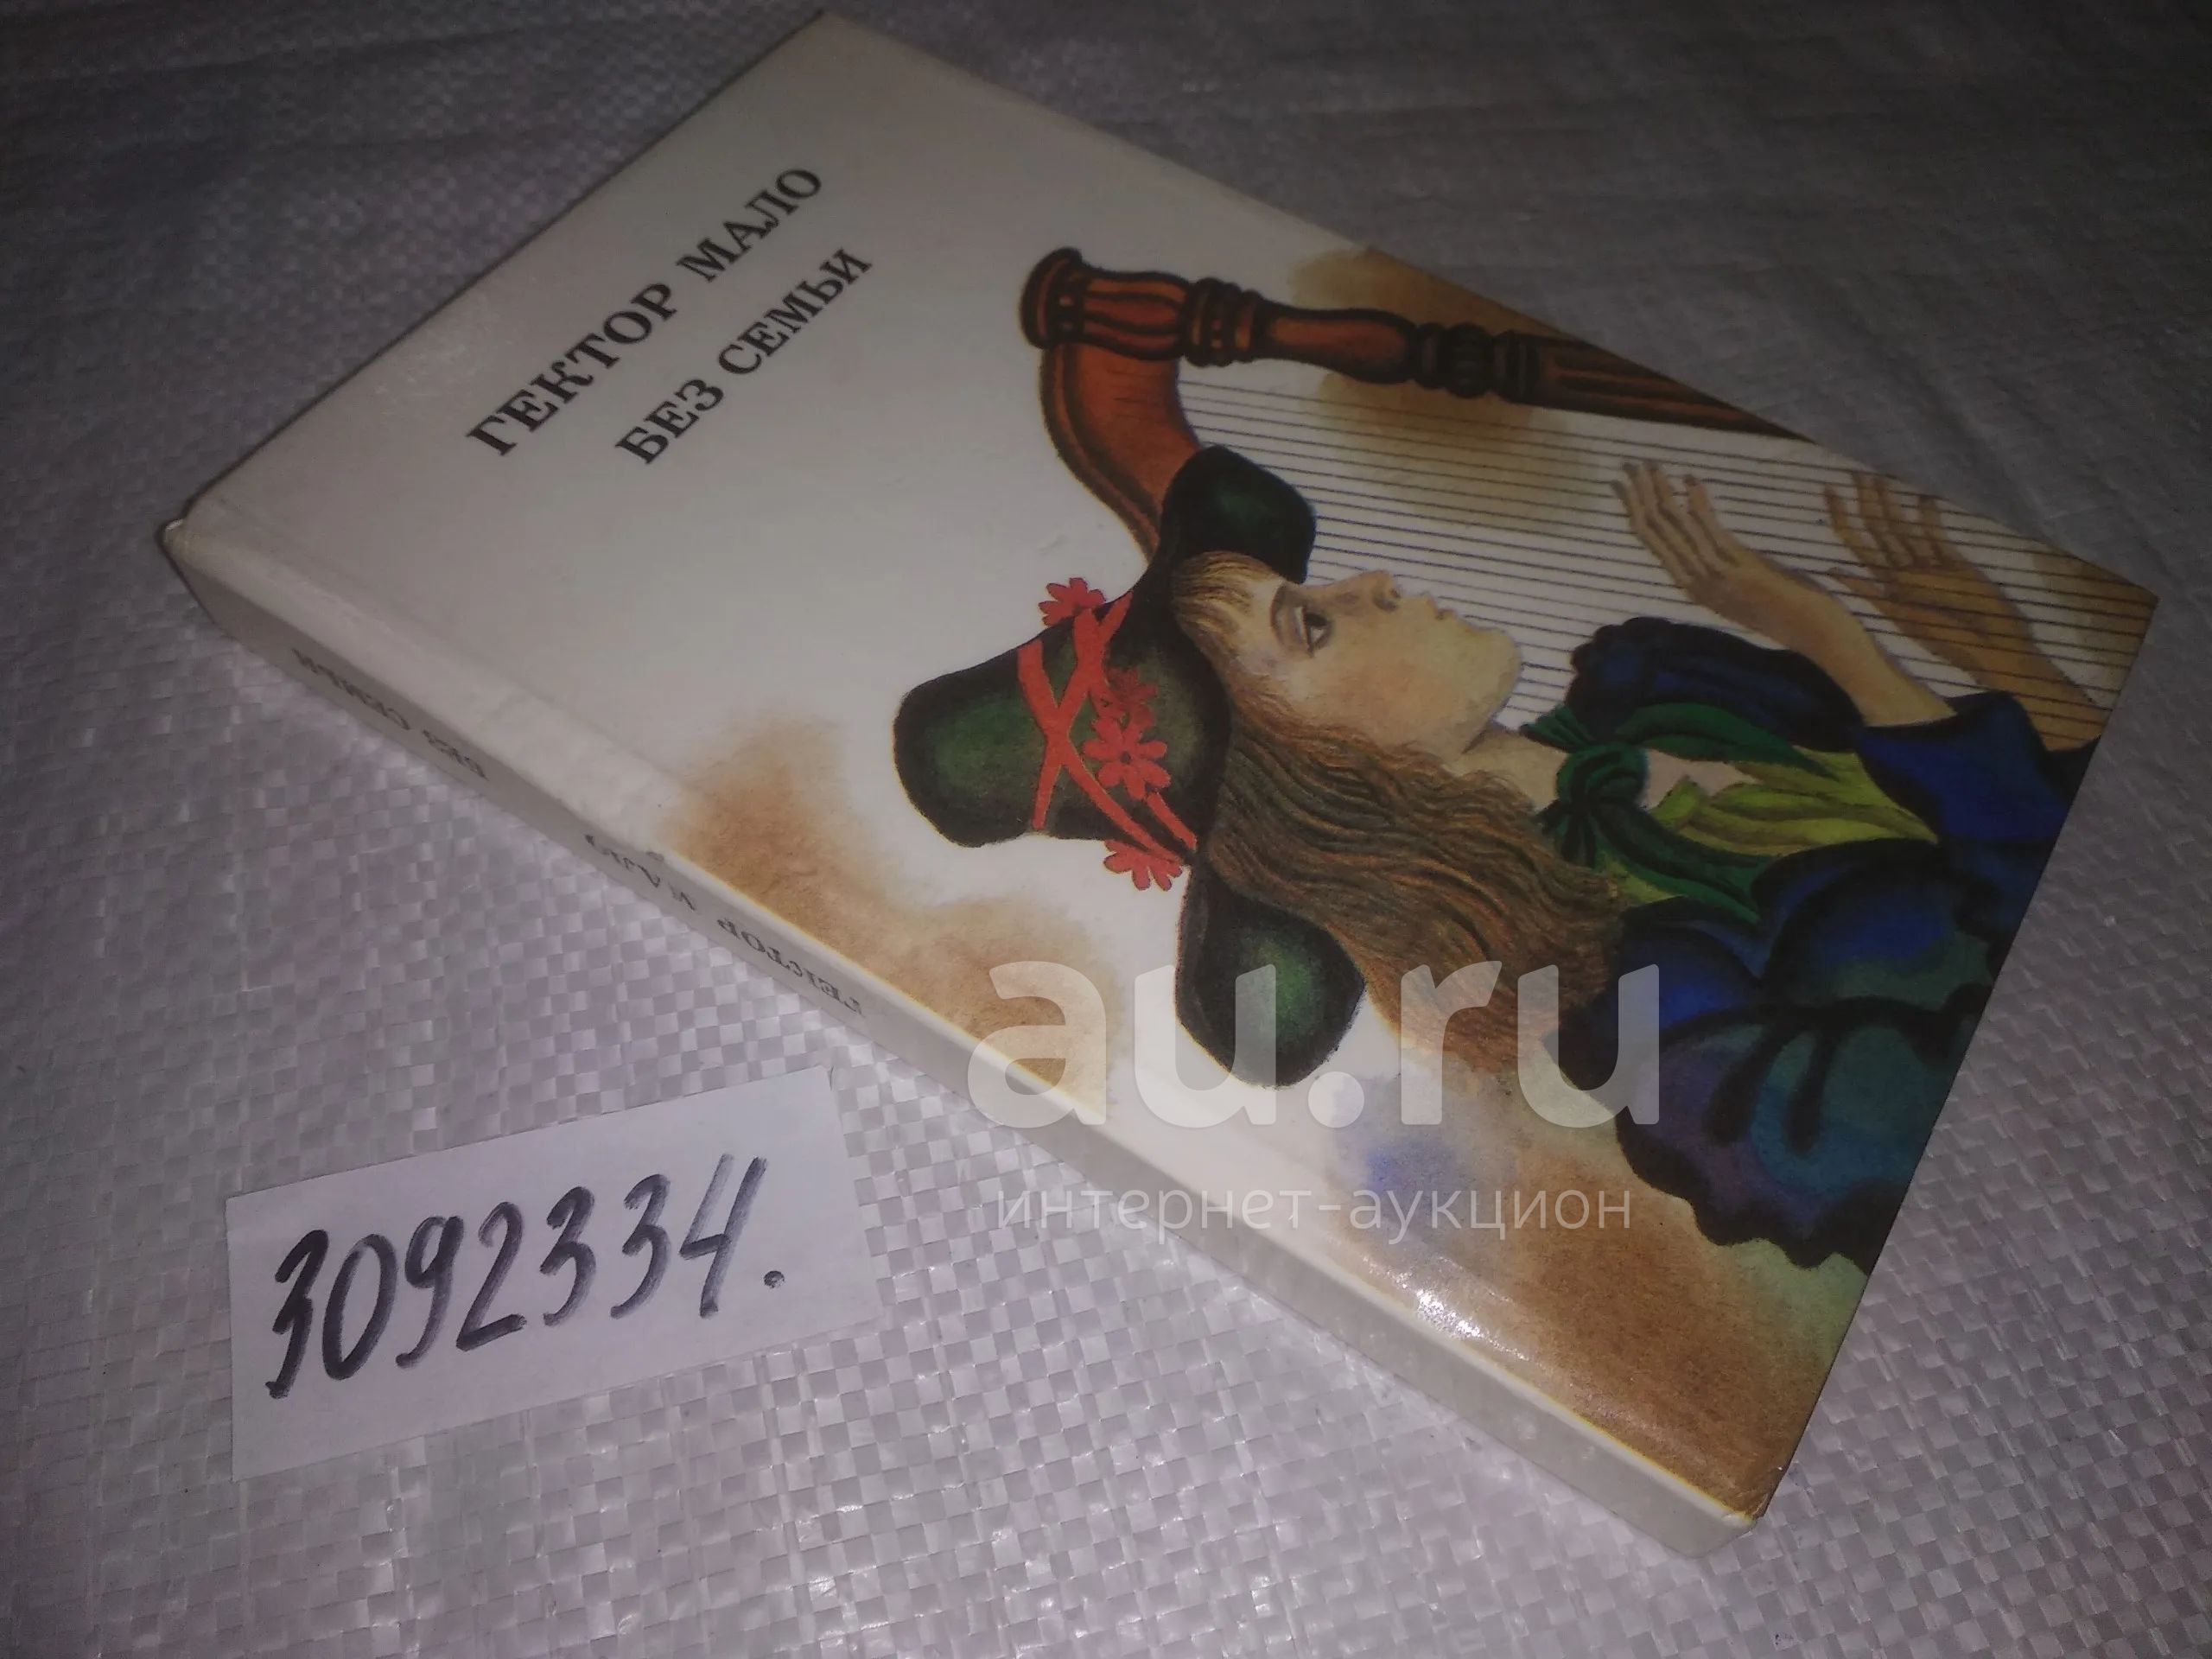 ГЕКТОР МАЛО
БЕЗ СЕМЬИ
ГЕКТОР МАЛО БЕЗ СЕМЬИ
3092334.
au.ru
интернет-аукцион